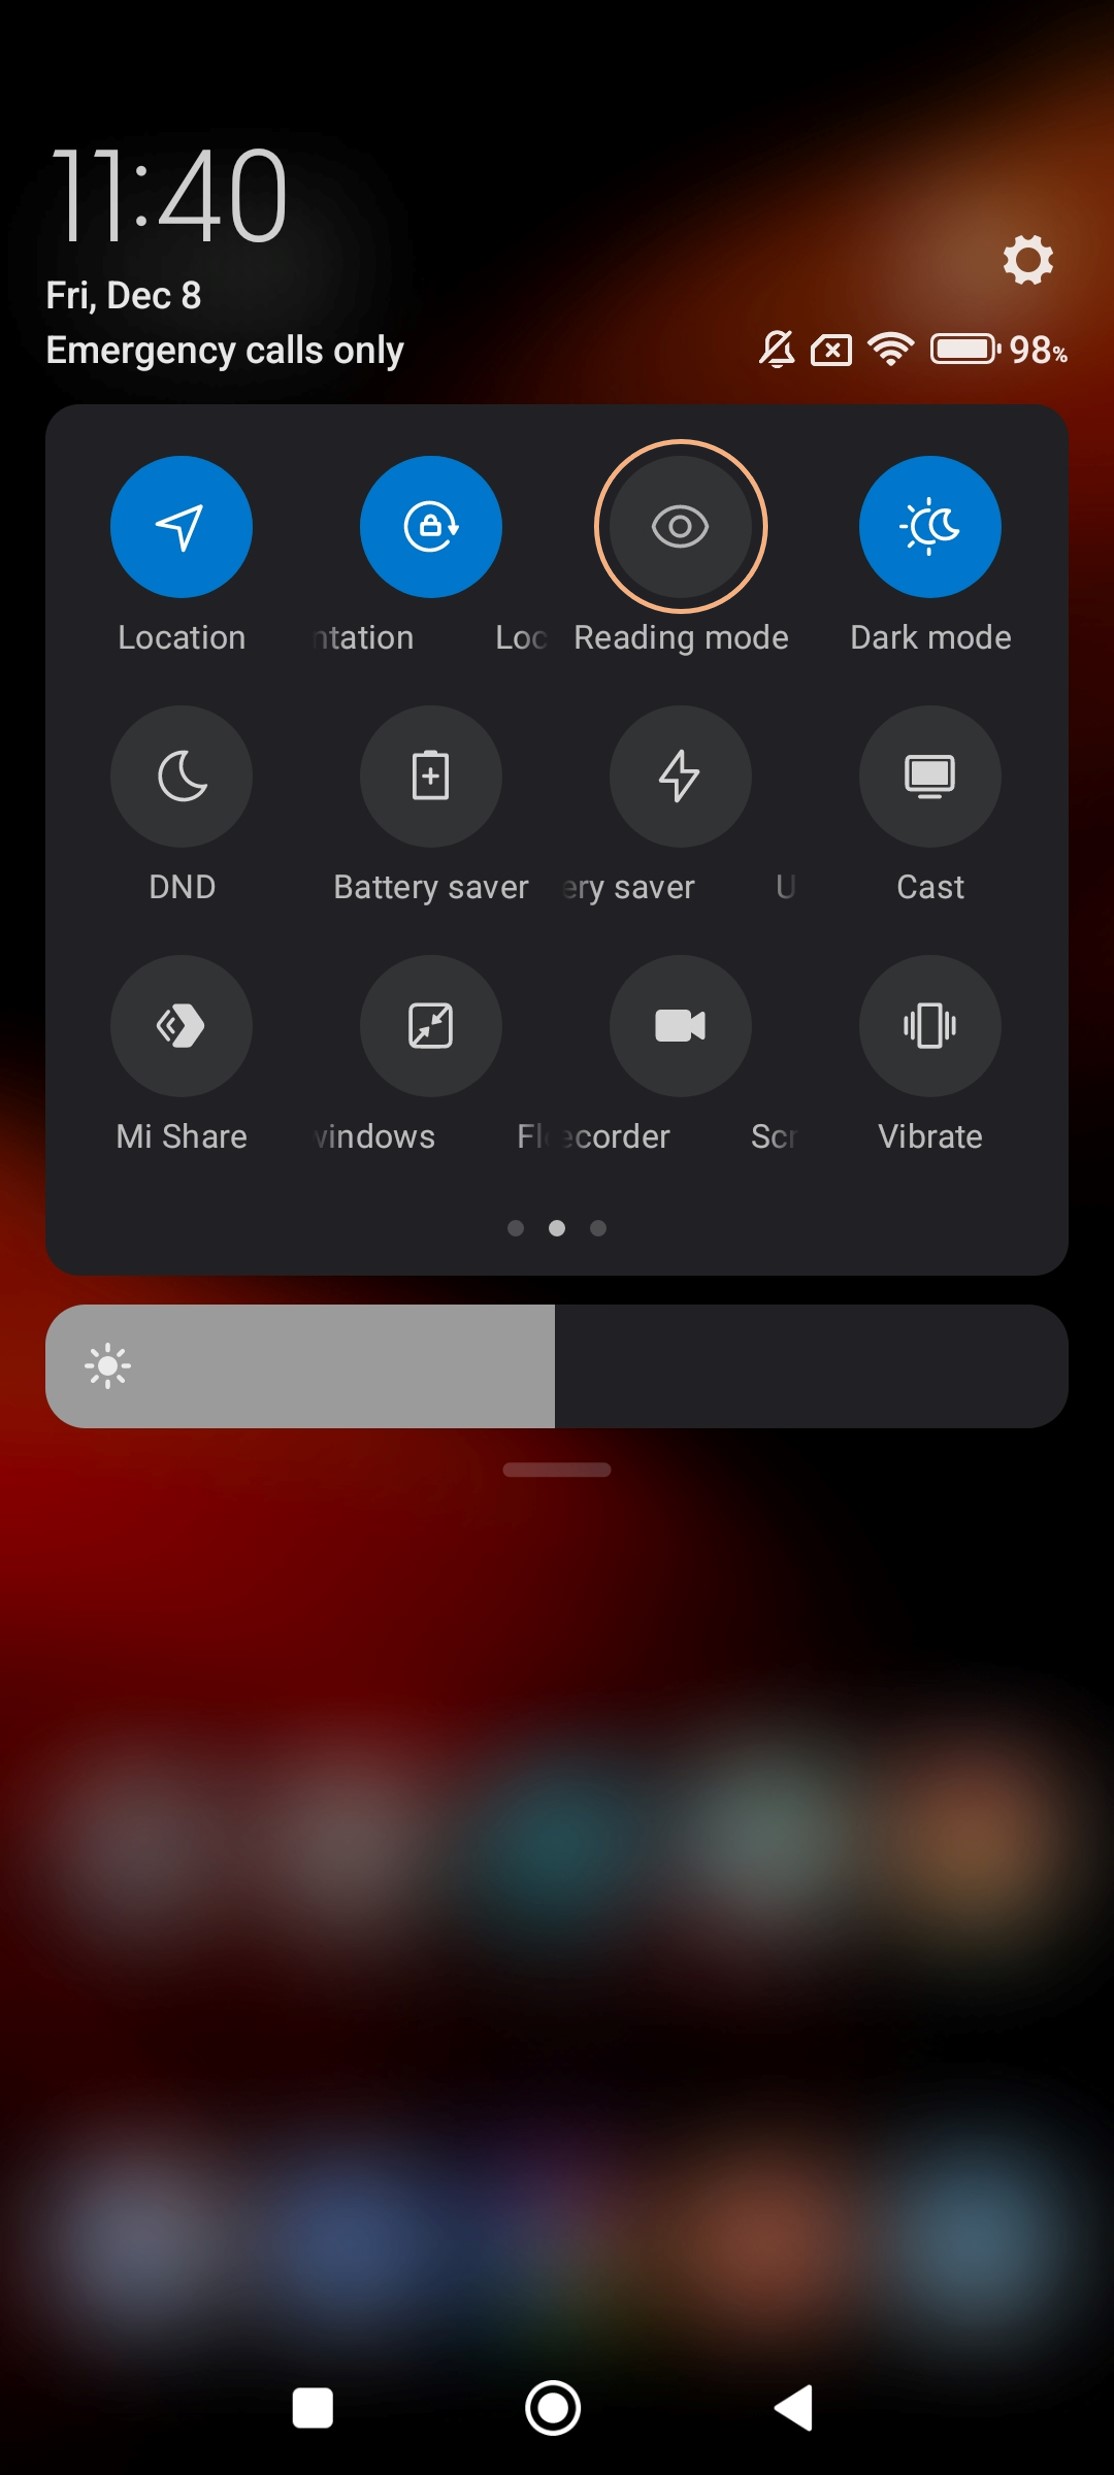 11:40
Fri, Dec 8
Emergency calls only
98%
Location
ntation Loc
Reading mode
Dark mode
DND
Battery saver
ery saver U
Cast
Mi Share
windows Fl
ecorder Scr
Vibrate